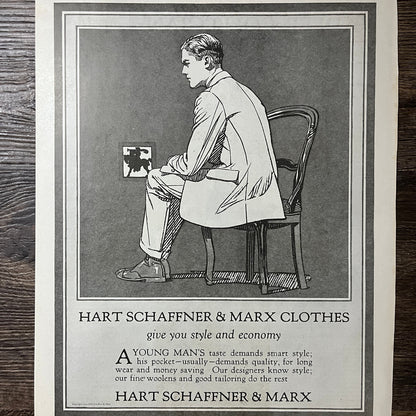 HART SCHAFFNER & MARX CLOTHES
give you style and economy
A YOUNG MAN'S taste demands smart style;
his pocket—usually—demands quality, for long
wear and money saving Our designers know style;
our fine woolens and good tailoring do the rest
HART SCHAFFNER & MARX